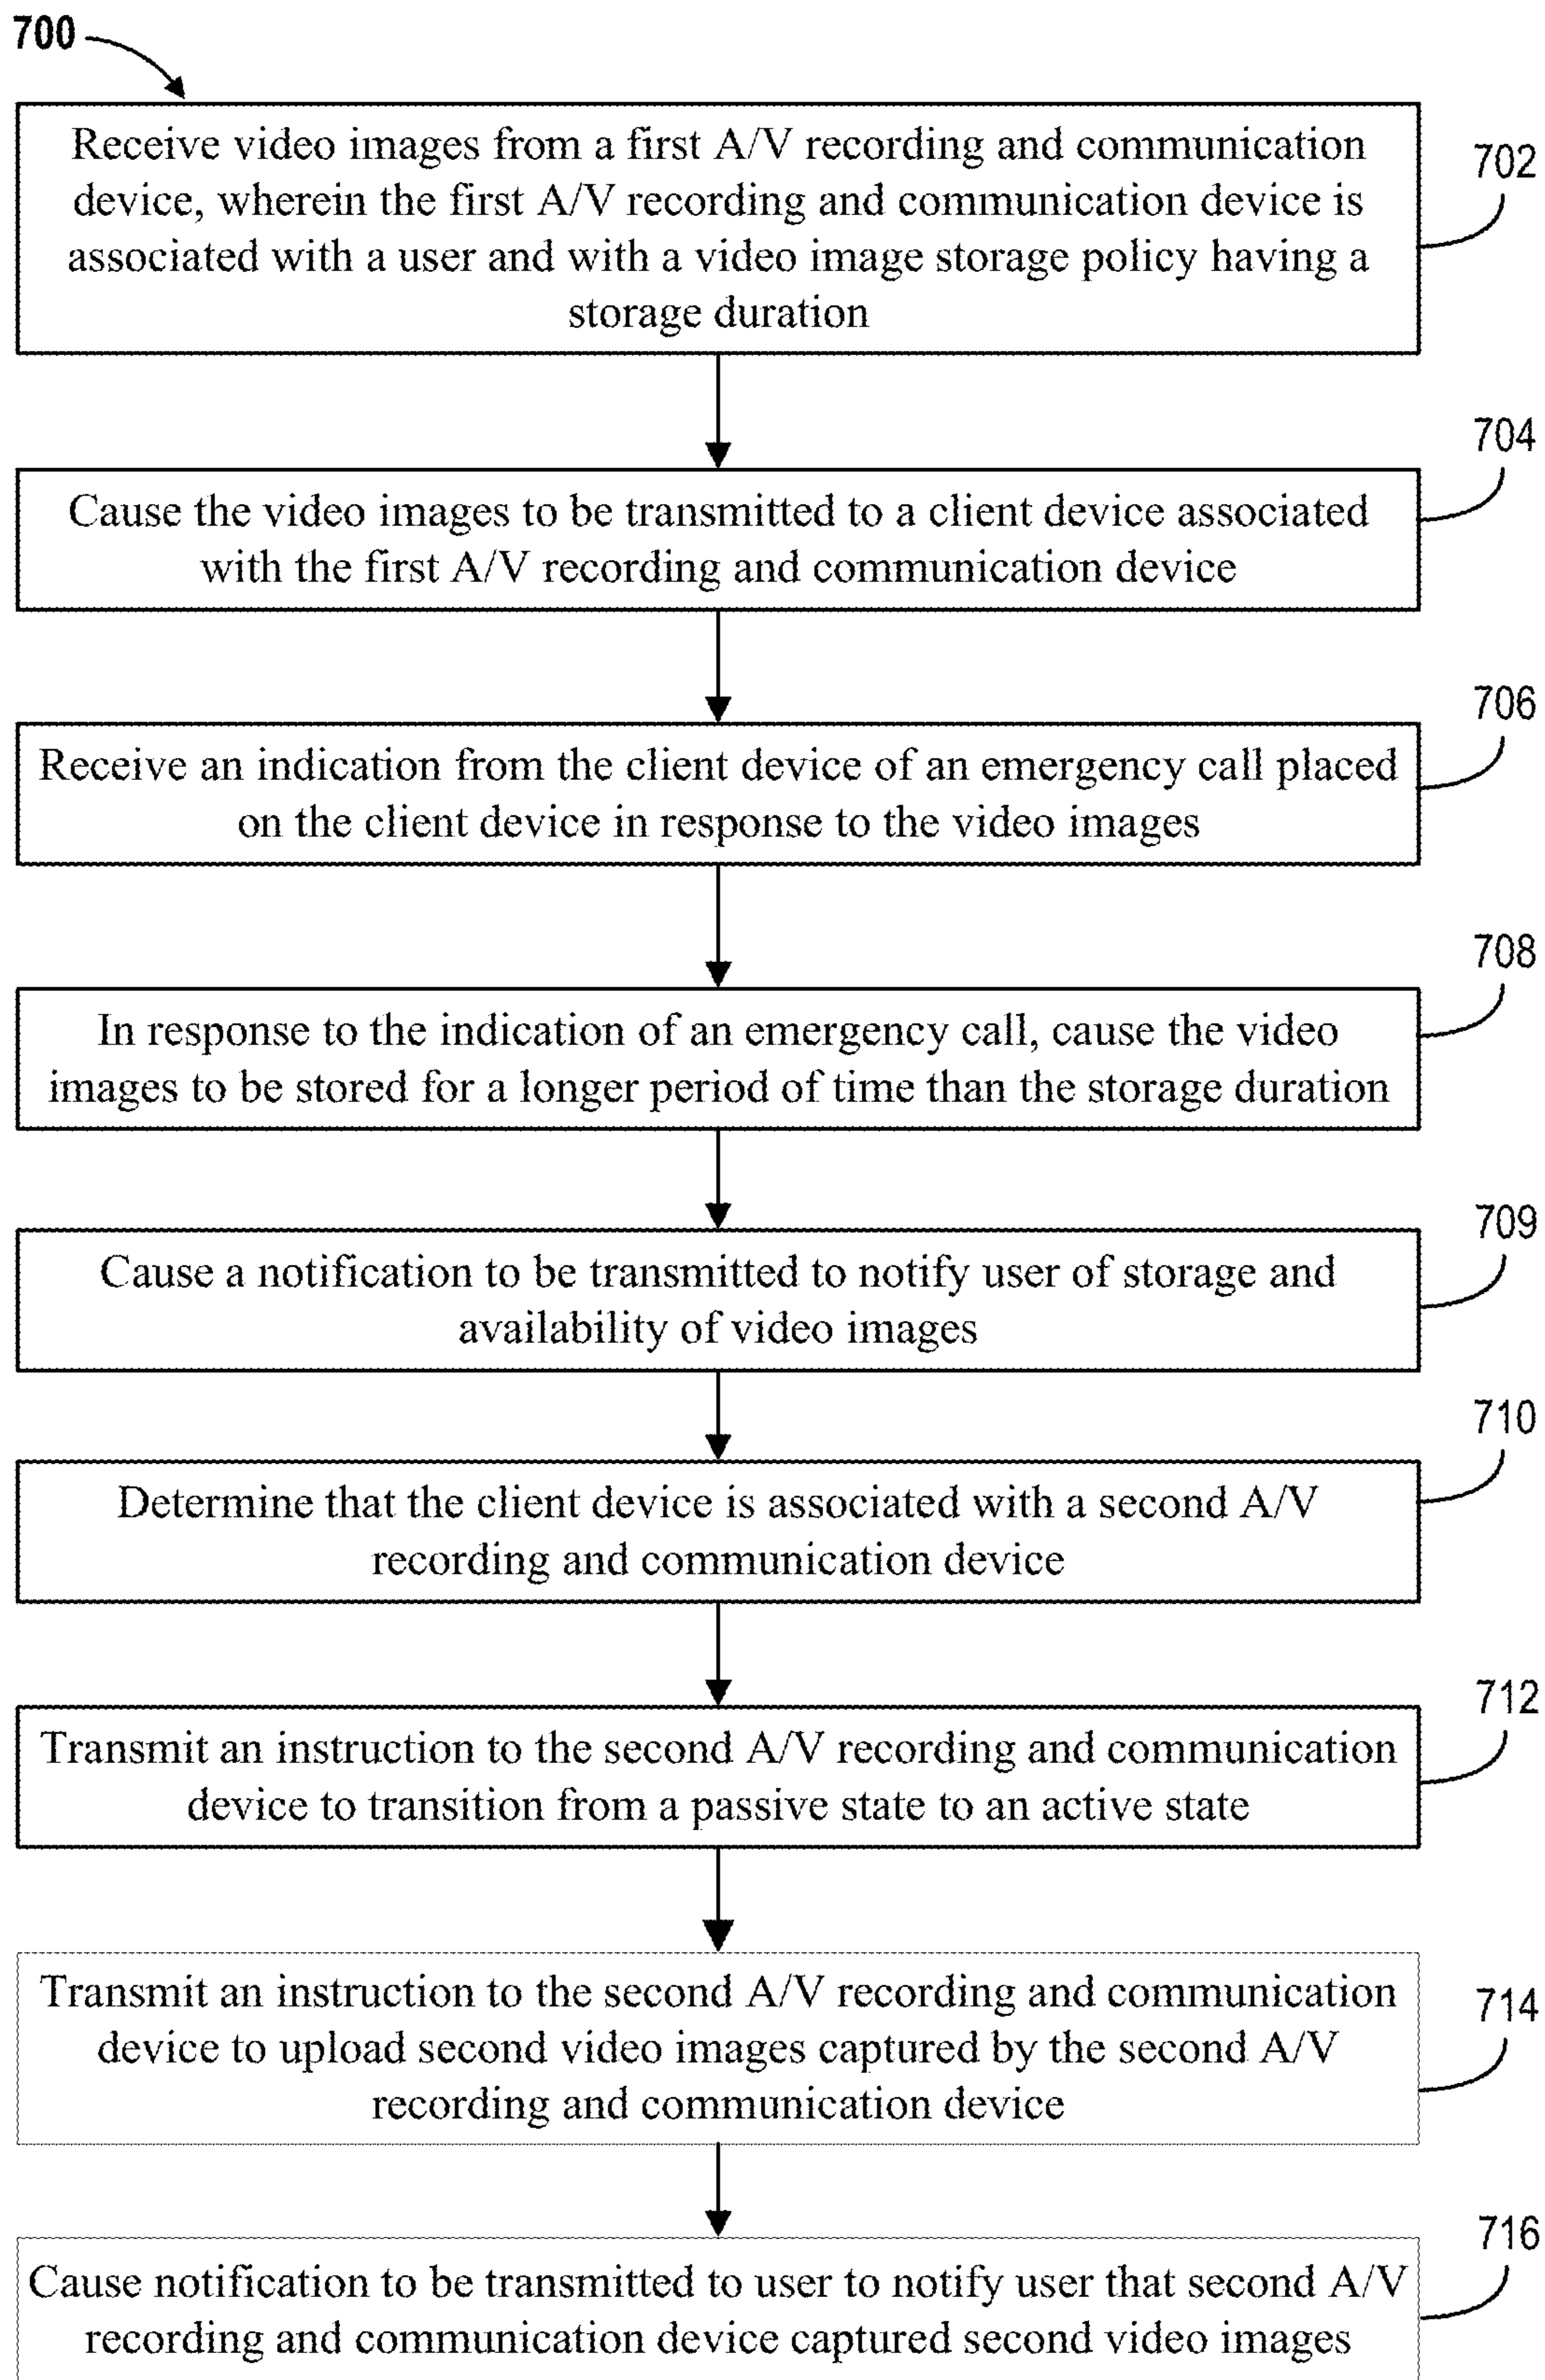 700
Receive video images from a first A/V recording and communication
device, wherein the first A/V recording and communication device is
associated with a user and with a video image storage policy having a
storage duration
702
Cause the video images to be transmitted to a client device associated
with the first A/V recording and communication device
704
Receive an indication from the client device of an emergency call placed
on the client device in response to the video images
706
In response to the indication of an emergency call, cause the video
images to be stored for a longer period of time than the storage duration
708
Cause a notification to be transmitted to notify user of storage and
availability of video images
709
Determine that the client device is associated with a second A/V
recording and communication device
710
Transmit an instruction to the second A/V recording and communication
device to transition from a passive state to an active state
712
Transmit an instruction to the second A/V recording and communication
device to upload second video images captured by the second A/V
recording and communication device
714
Cause notification to be transmitted to user to notify user that second A/V
recording and communication device captured second video images
716